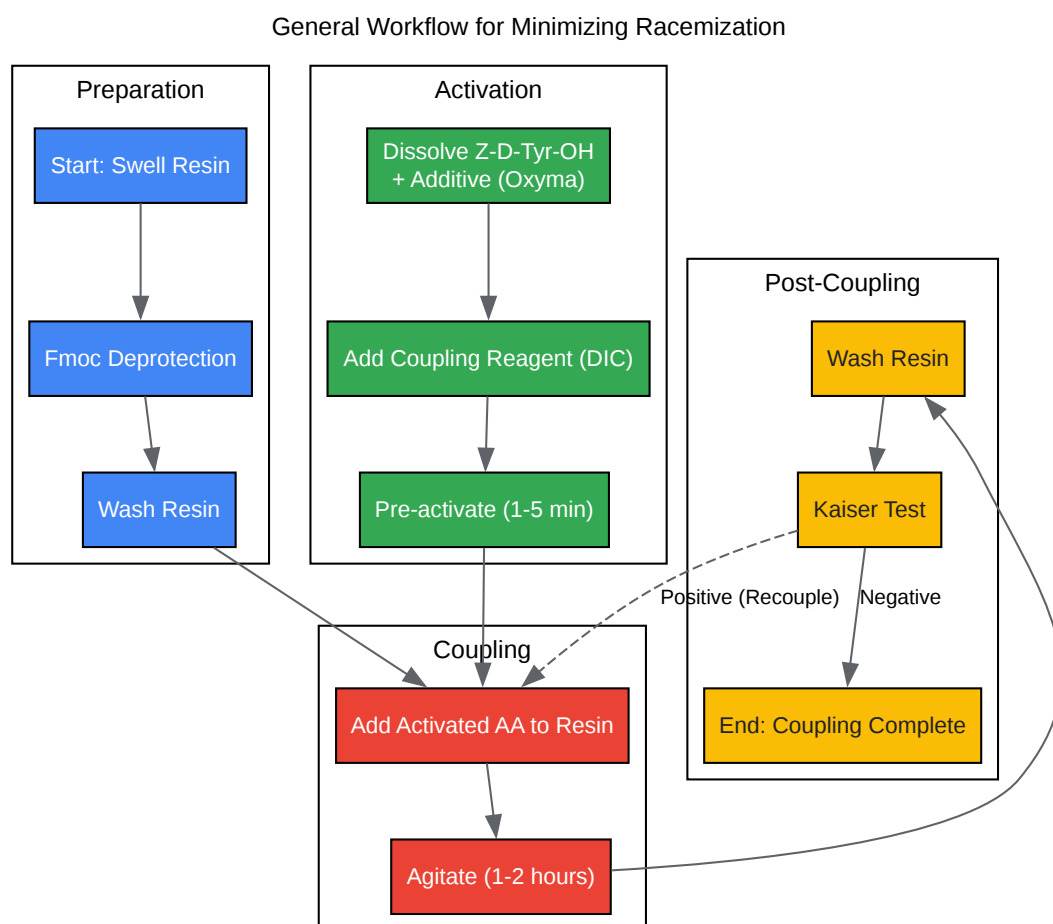 General Workflow for Minimizing Racemization
Preparation
Start: Swell Resin
Fmoc Deprotection
Wash Resin
Activation
Dissolve Z-D-Tyr-OH
+ Additive (Oxyma)
Add Coupling Reagent (DIC)
Pre-activate (1-5 min)
Post-Coupling
Wash Resin
Kaiser Test
Positive (Recouple)
Negative
End: Coupling Complete
Coupling
Add Activated AA to Resin
Agitate (1-2 hours)